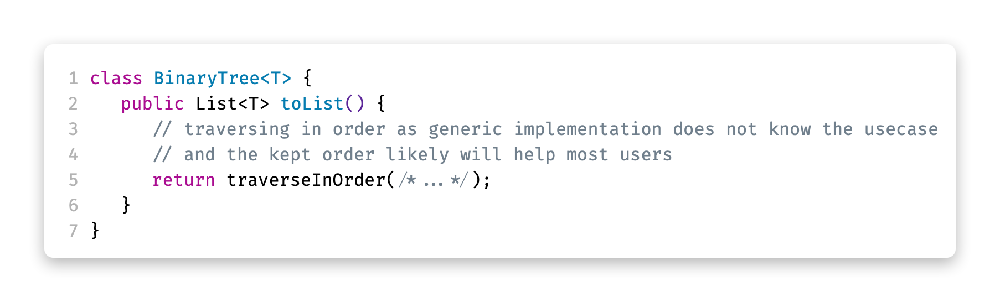 1 class BinaryTree<T> {
2 public List<T> toList() {
3 // traversing in order as generic implementation does not know the usecase
4 // and the kept order likely will help most users
5 return traverseInOrder(/* ... */);
6 }
7 }